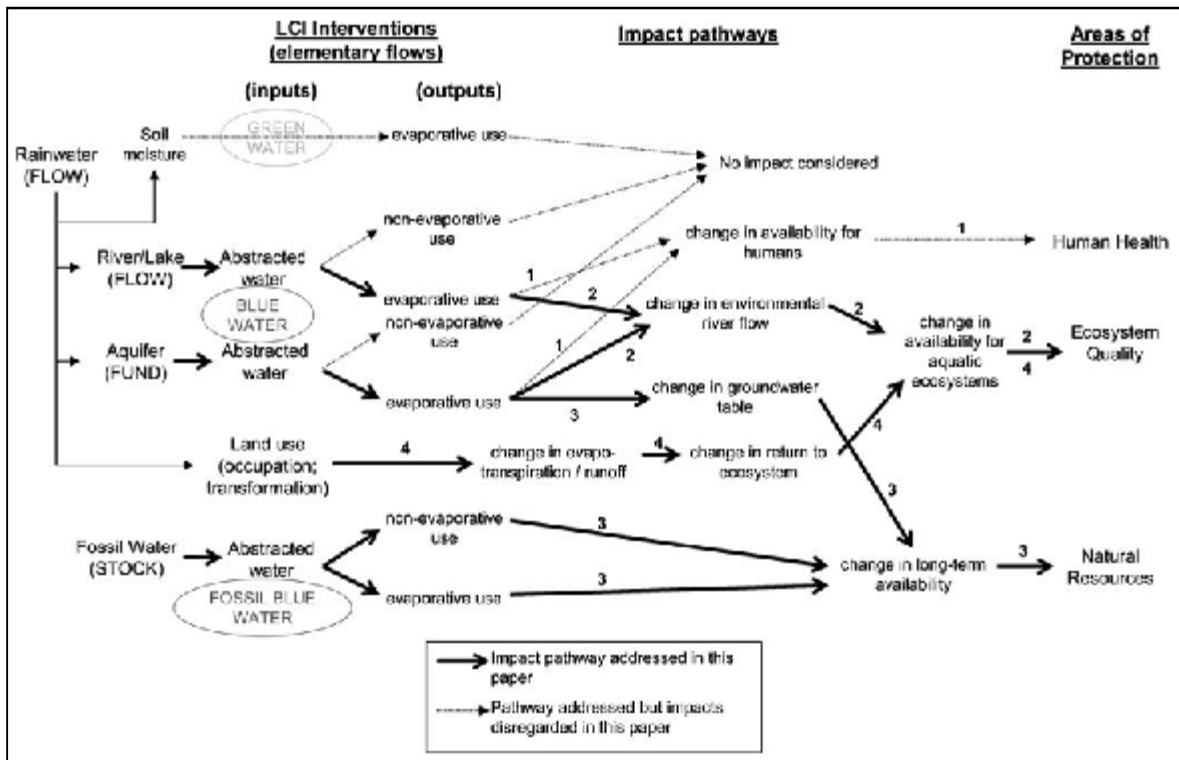 LCI Interventions
(elementary flows)
Impact pathways
Areas of
Protection
(inputs)
(outputs)
Soil
moisture
GREEN
WATER
evaporative use
Rainwater
(FLOW)
No impact considered
non-evaporative
use
change in availability for
humans
1
Human Health
River/Lake
(FLOW)
Abstracted
water
evaporative use
1
2
change in environmental
river flow
2
BLUE
WATER
non-evaporative
use
change in
availability for
aquatic
ecosystems
2
4
Ecosystem
Quality
Aquifer
(FUND)
Abstracted
water
1
2
evaporative use
3
change in groundwater
table
4
Land use
(occupation;
transformation)
4
change in evapo-
transpiration / runoff
4
change in return to
ecosystem
3
non-evaporative
use
3
Fossil Water
(STOCK)
Abstracted
water
change in long-term
availability
3
Natural
Resources
FOSSIL BLUE
WATER
evaporative use
3
Impact pathway addressed in this
paper
Pathway addressed but impacts
disregarded in this paper